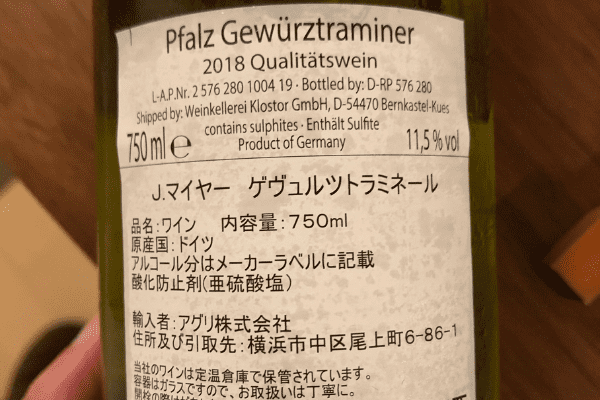 Pfalz Gewürztraminer
2018 Qualitätswein
L-A.P.Nr. 2 576 280 1004 19 · Bottled by: D-RP 576 280
Shipped by: Weinkellerei Klostor GmbH, D-54470 Bernkastel-Kues
contains sulphites · Enthält Sulfite
750 ml e Product of Germany 11,5 % vol
J.マイヤー ゲヴュルツトラミネール
品名:ワイン 内容量:750ml
原産国:ドイツ
アルコール分はメーカーラベルに記載
酸化防止剤(亜硫酸塩)
輸入者:アグリ株式会社
住所及び引取先:横浜市中区尾上町6-86-1
当社のワインは定温倉庫で保管されています。
容器はガラスですので、お取扱いは丁寧に。